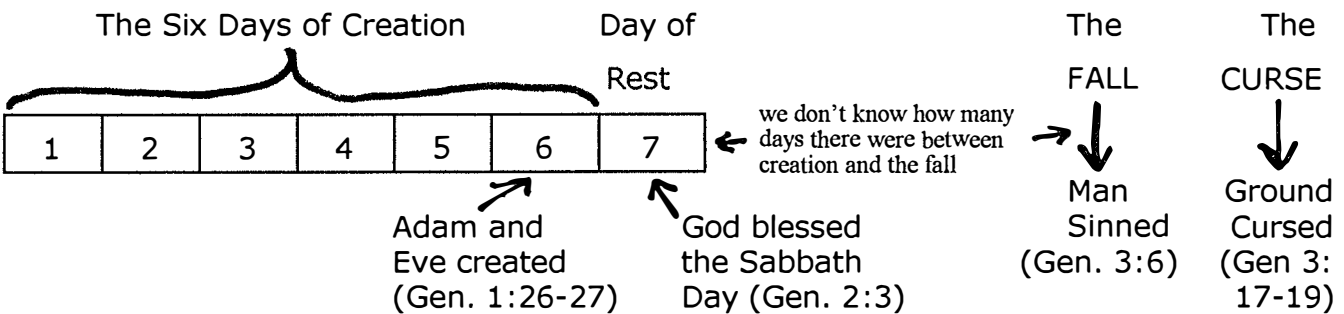 The Six Days of Creation
Day of
Rest
The
FALL
The
CURSE
1 2 3 4 5 6 7
we don't know how many
days there were between
creation and the fall
Adam and
Eve created
(Gen. 1:26-27)
God blessed
the Sabbath
Day (Gen. 2:3)
Man
Sinned
(Gen. 3:6)
Ground
Cursed
(Gen 3:
17-19)